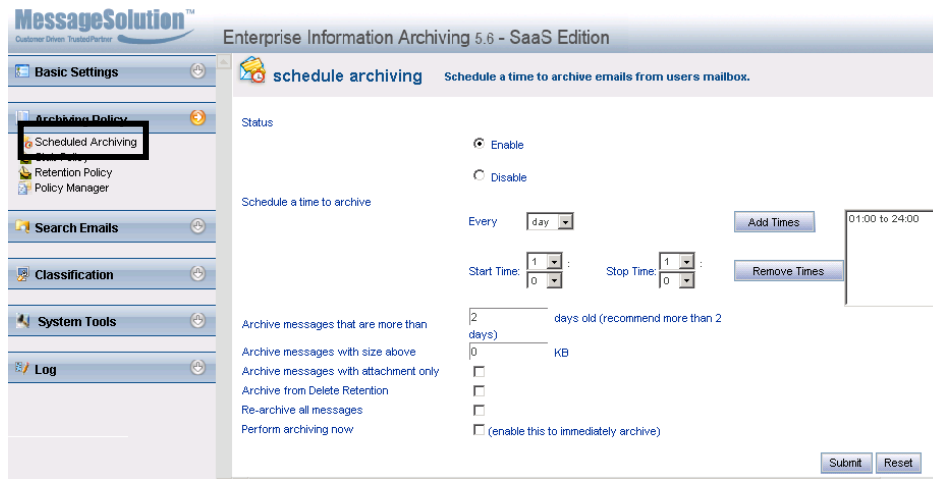 MessageSolution™
Customer Driven TrustedPartner
Enterprise Information Archiving 5.6 - SaaS Edition
Basic Settings
Archiving Policy
Scheduled Archiving
Stub Policy
Retention Policy
Policy Manager
Search Emails
Classification
System Tools
Log
schedule archiving Schedule a time to archive emails from users mailbox.
Status
Enable
Disable
Schedule a time to archive
Every day Add Times 01:00 to 24:00
Start Time: 1 : 0 Stop Time: 1 : 0 Remove Times
Archive messages that are more than 2 days old (recommend more than 2
days)
Archive messages with size above 0 KB
Archive messages with attachment only
Archive from Delete Retention
Re-archive all messages
Perform archiving now (enable this to immediately archive)
Submit Reset